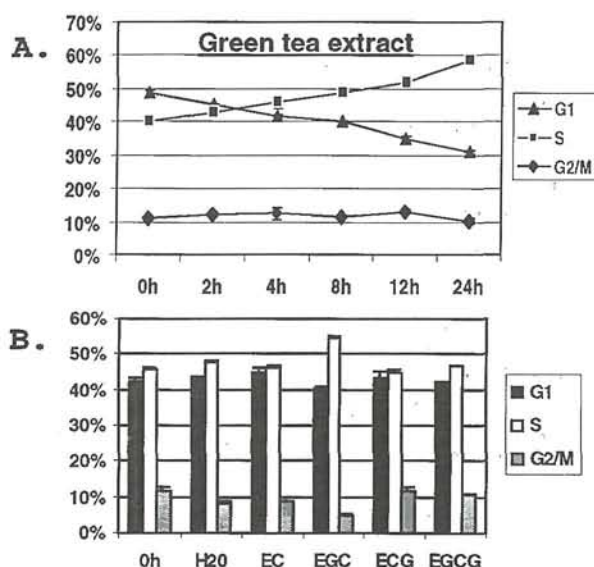 A.
Green tea extract
70%
60%
50%
40%
30%
20%
10%
0%
0h 2h 4h 8h 12h 24h
G1
S
G2/M
B.
60%
50%
40%
30%
20%
10%
0%
0h H20 EC EGC ECG EGCG
G1
S
G2/M